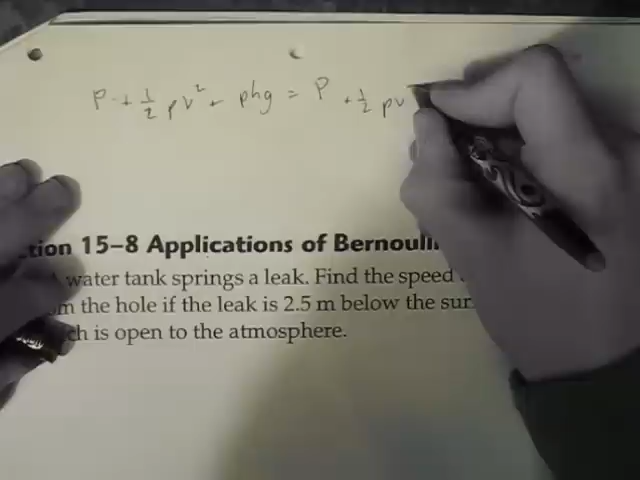 P + ½ ρv² + ρhg = P + ½ ρv
tion 15–8 Applications of Bernoulli
water tank springs a leak. Find the speed
m the hole if the leak is 2.5 m below the sur
ch is open to the atmosphere.